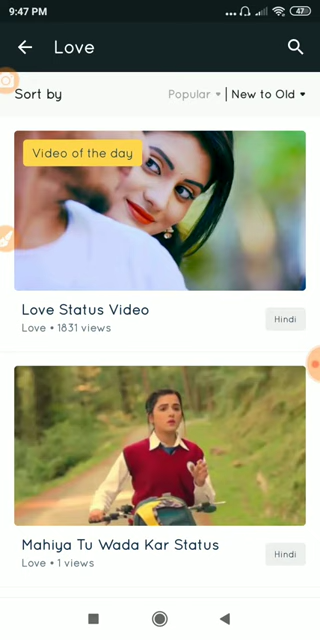 9:47 PM
47
Love
Sort by
Popular
New to Old
Video of the day
Love Status Video
Love • 1831 views
Hindi
Mahiya Tu Wada Kar Status
Love • 1 views
Hindi